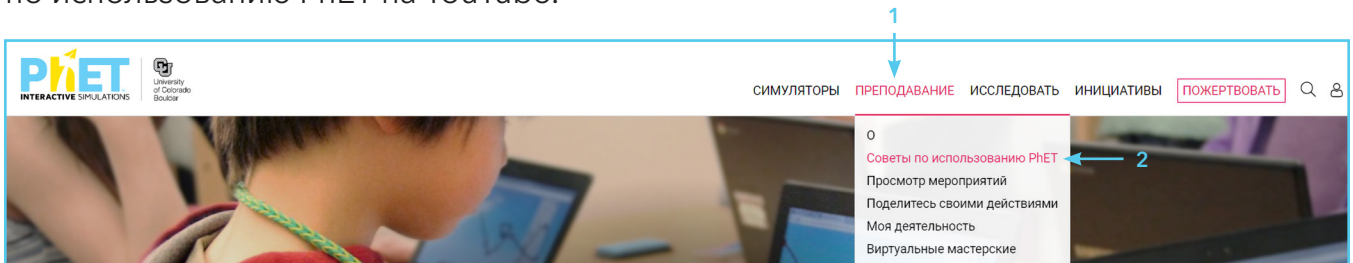 по использованию PhET на YouTube.
1
PhET
INTERACTIVE SIMULATIONS
University
of Colorado
Boulder
СИМУЛЯТОРЫ ПРЕПОДАВАНИЕ ИССЛЕДОВАТЬ ИНИЦИАТИВЫ ПОЖЕРТВОВАТЬ
О
Советы по использованию PhET 2
Просмотр мероприятий
Поделитесь своими действиями
Моя деятельность
Виртуальные мастерские